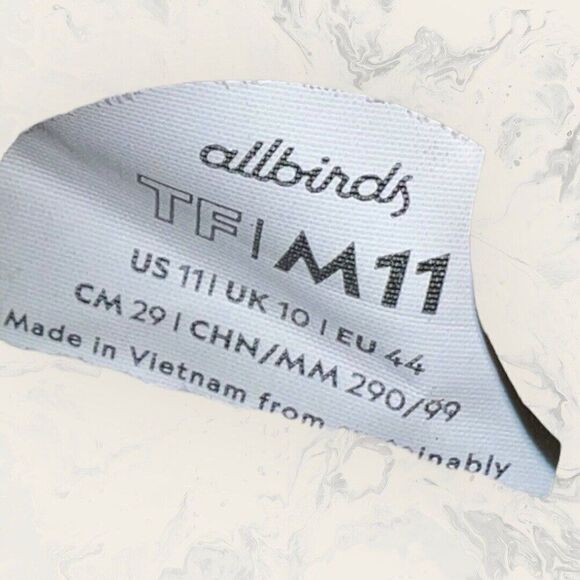 allbirds
TF | M11
US 11 | UK 10 | EU 44
CM 29 | CHN/MM 290/99
Made in Vietnam from